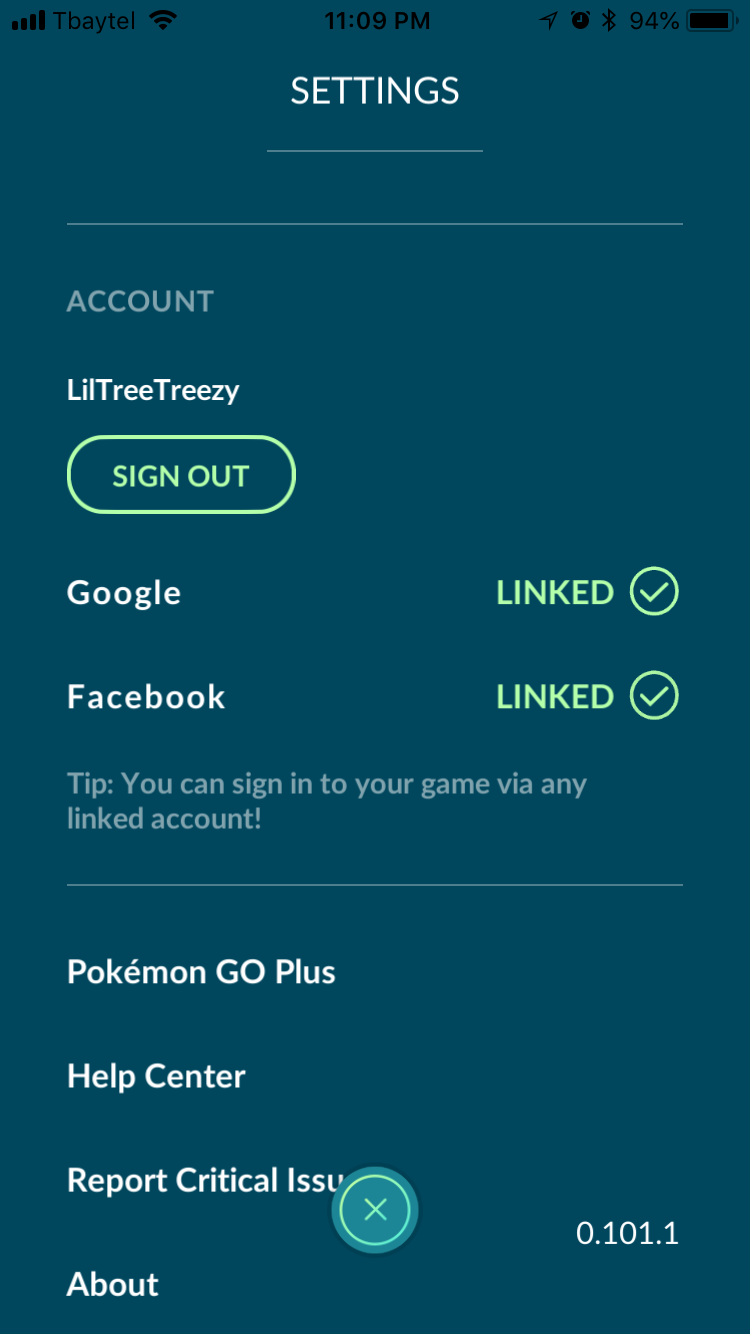 Tbaytel 11:09 PM 94%
SETTINGS
ACCOUNT
LilTreeTreezy
SIGN OUT
Google LINKED
Facebook LINKED
Tip: You can sign in to your game via any
linked account!
Pokémon GO Plus
Help Center
Report Critical Issu
0.101.1
About